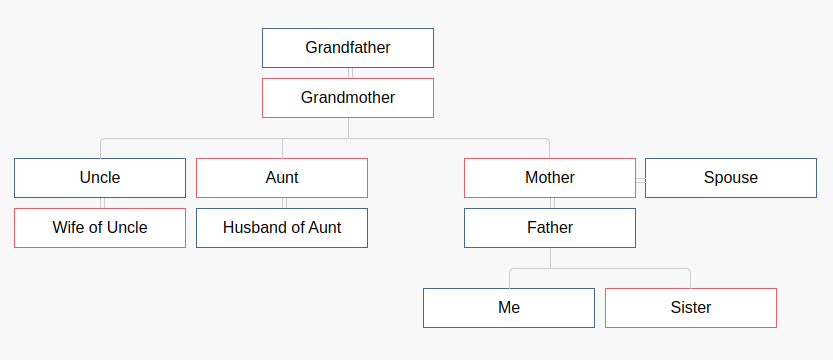 Grandfather
Grandmother
Uncle
Aunt
Mother
Spouse
Wife of Uncle
Husband of Aunt
Father
Me
Sister